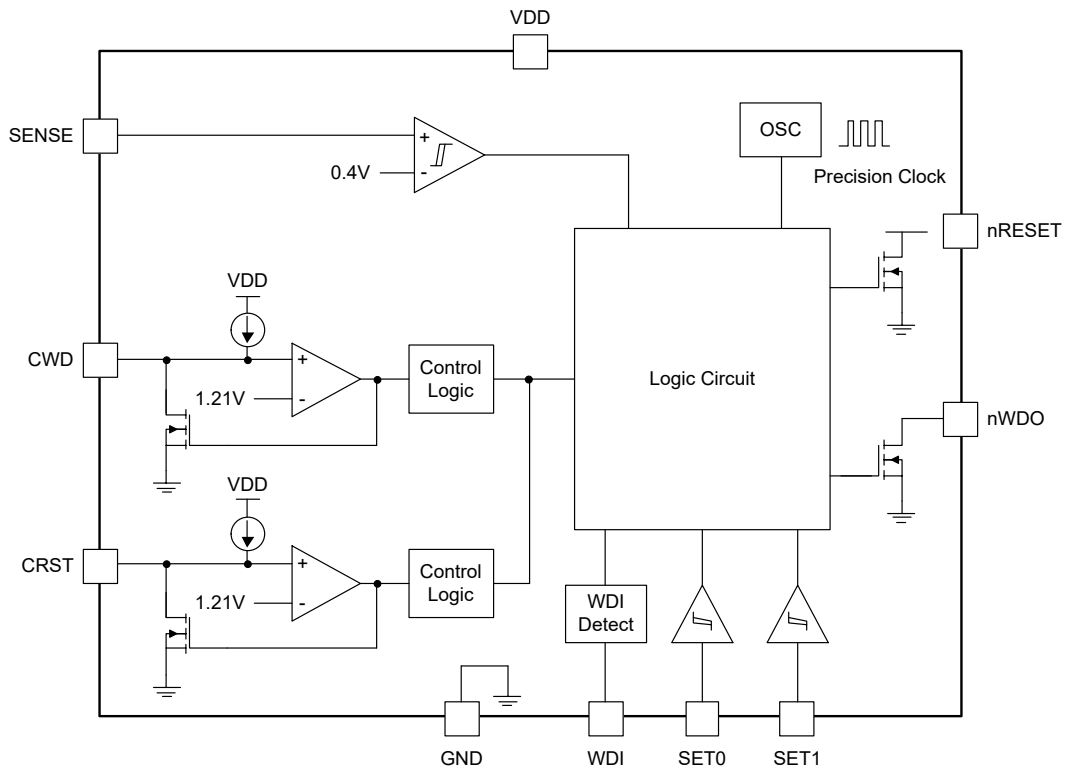 VDD
SENSE
+
0.4V
-
OSC
Precision Clock
nRESET
VDD
CWD
+
1.21V
-
Control
Logic
Logic Circuit
nWDO
VDD
CRST
+
1.21V
-
Control
Logic
WDI
Detect
GND
WDI
SET0
SET1